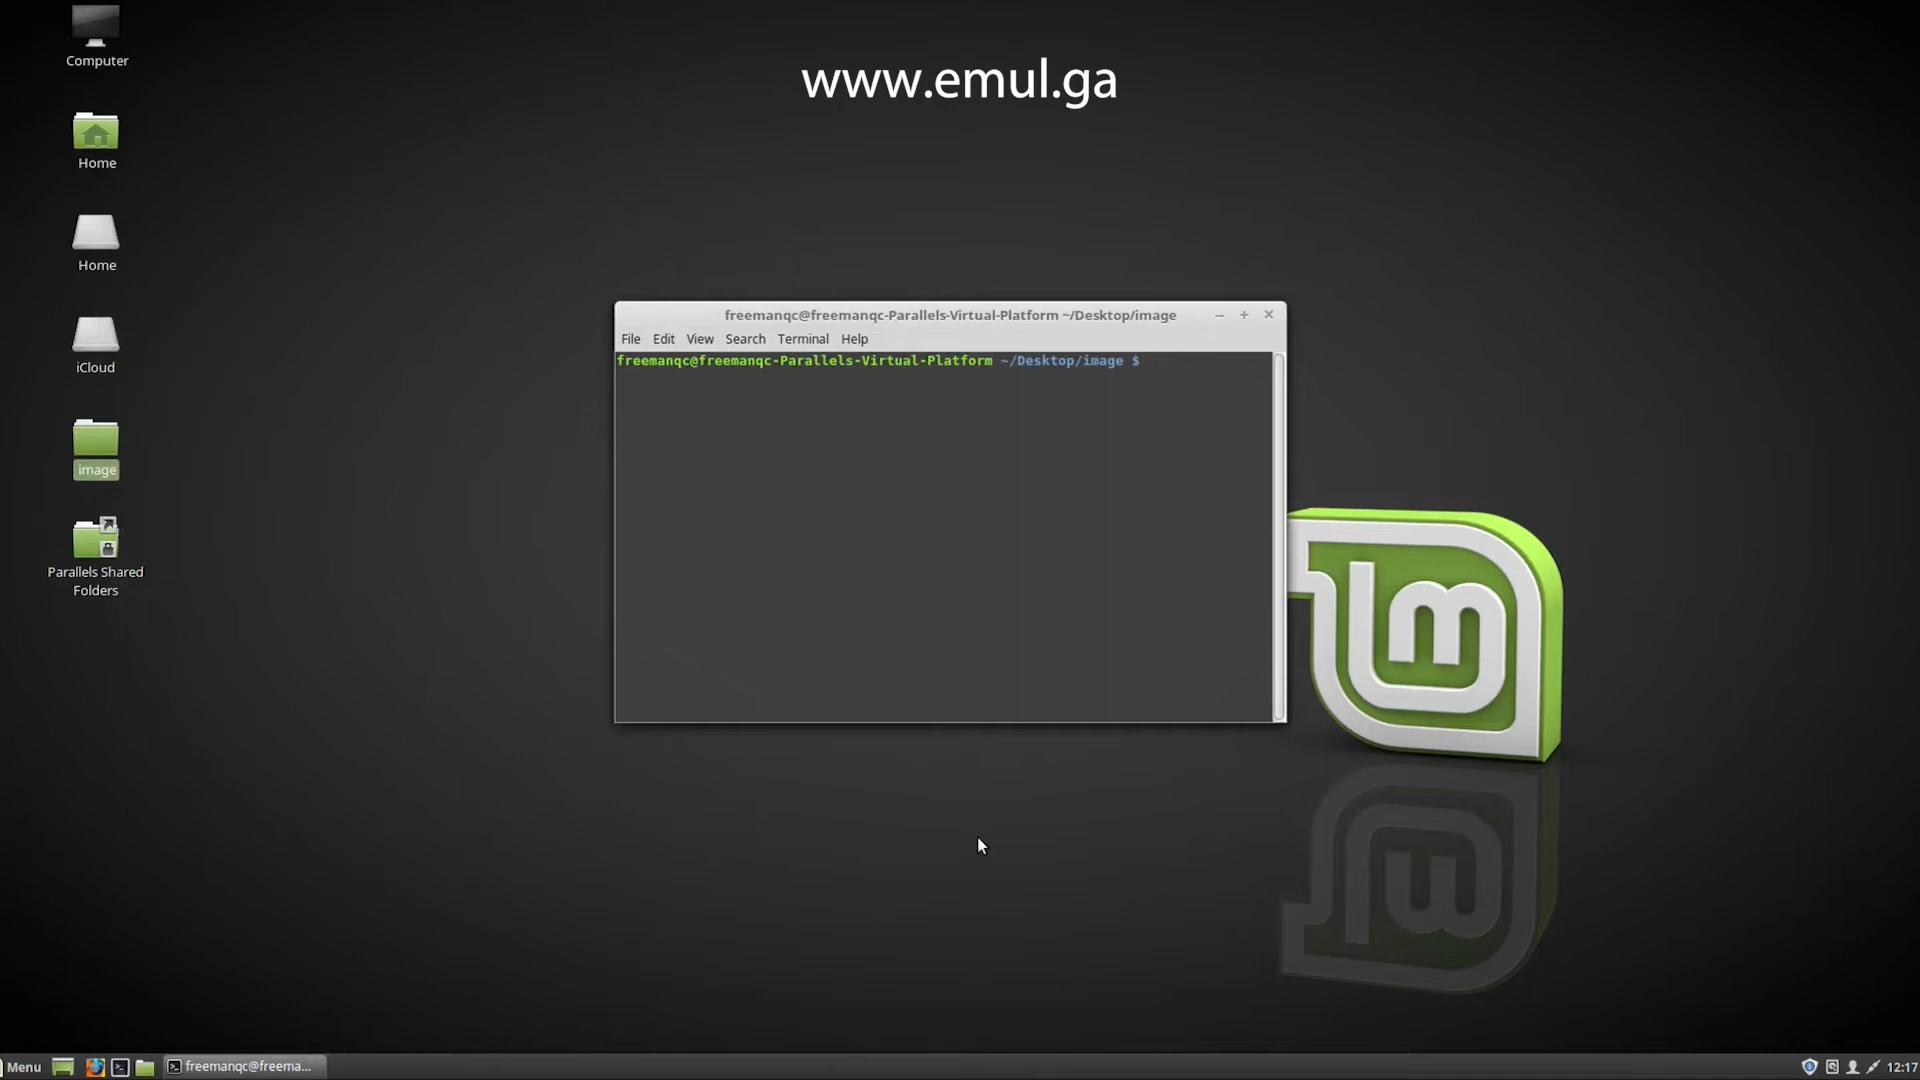 www.emul.ga
Computer
Home
Home
iCloud
image
Parallels Shared
Folders
freemanqc@freemanqc-Parallels-Virtual-Platform ~/Desktop/image
File Edit View Search Terminal Help
freemanqc@freemanqc-Parallels-Virtual-Platform ~/Desktop/image $
lm
Menu
freemanqc@freema...
12:17